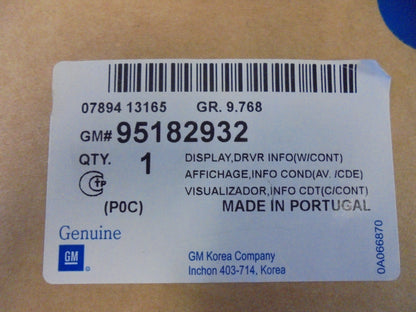 07894 13165 GR. 9.768
GM# 95182932
QTY. 1
DISPLAY,DRVR INFO(W/CONT)
AFFICHAGE,INFO COND(AV. /CDE)
VISUALIZADOR,INFO CDT(C/CONT)
(P0C) MADE IN PORTUGAL
Genuine
GM
GM Korea Company
Inchon 403-714, Korea
0A066870